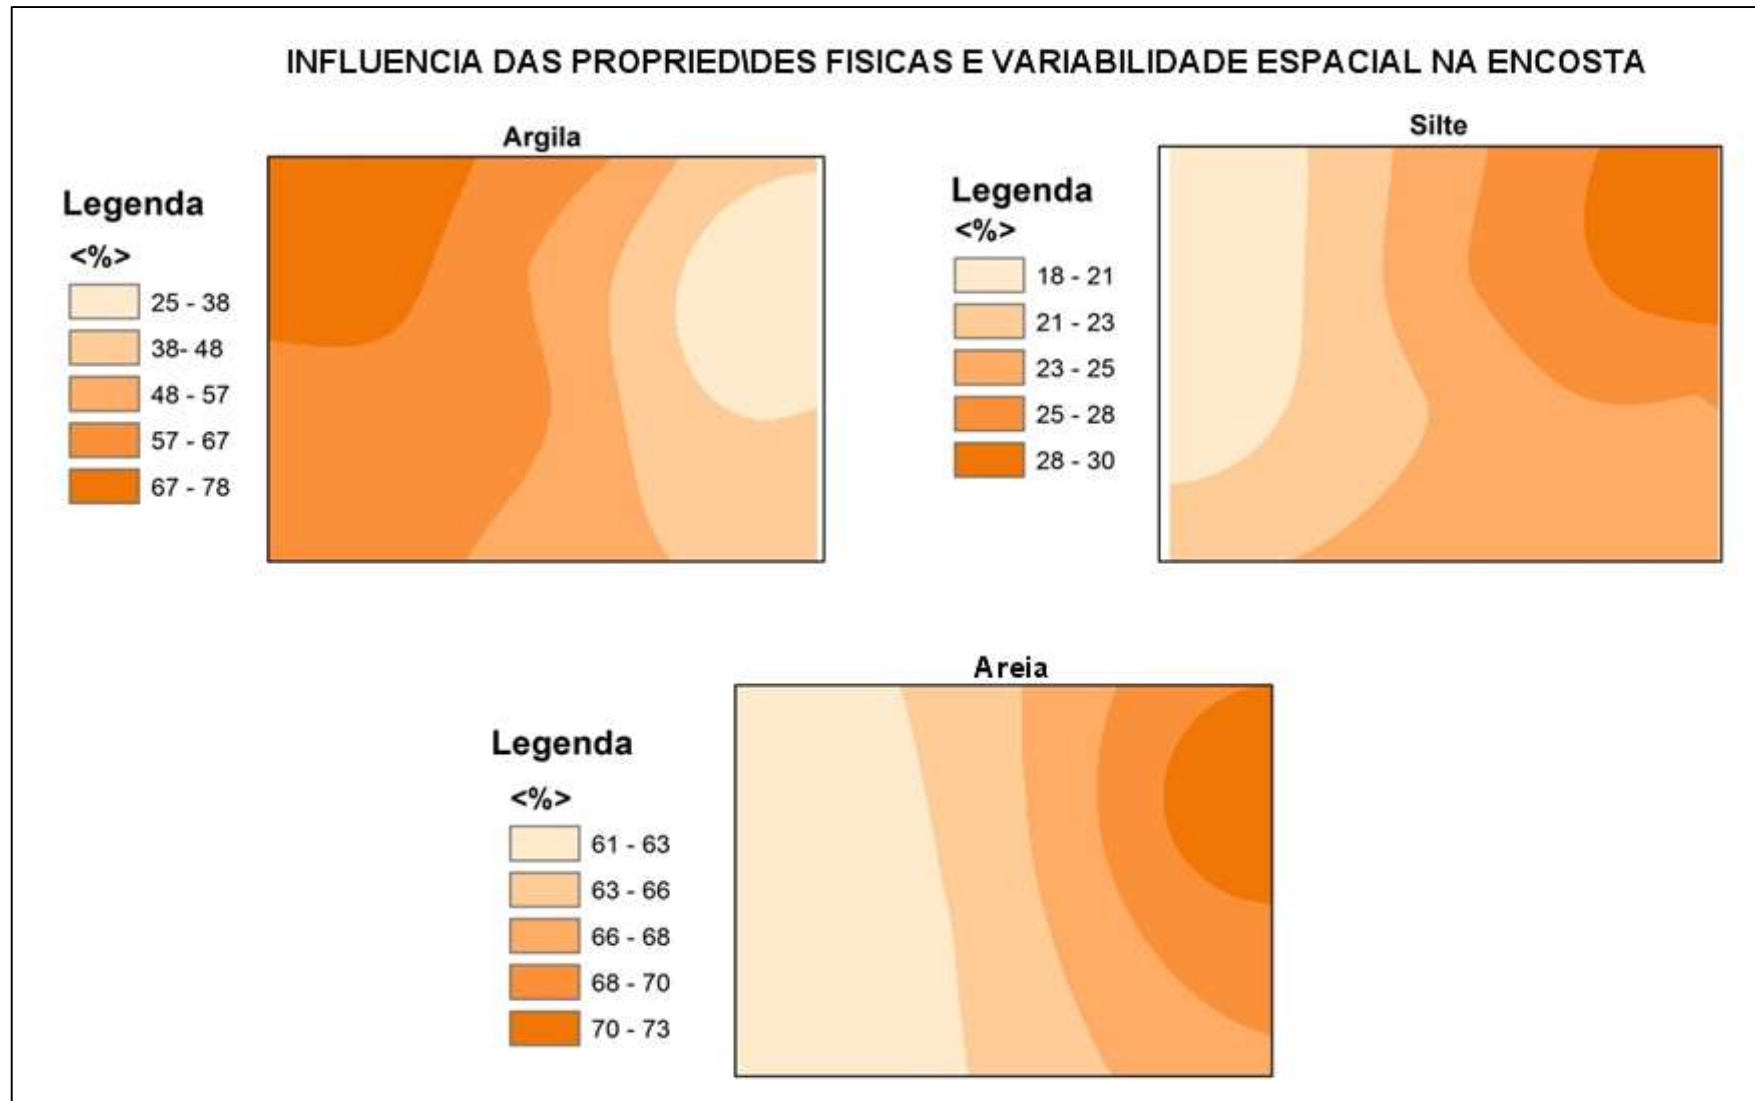 INFLUENCIA DAS PROPRIED\DES FISICAS E VARIABILIDADE ESPACIAL NA ENCOSTA
Argila
Legenda
<%>
25 - 38
38- 48
48 - 57
57 - 67
67 - 78
Silte
Legenda
<%>
18 - 21
21 - 23
23 - 25
25 - 28
28 - 30
Areia
Legenda
<%>
61 - 63
63 - 66
66 - 68
68 - 70
70 - 73